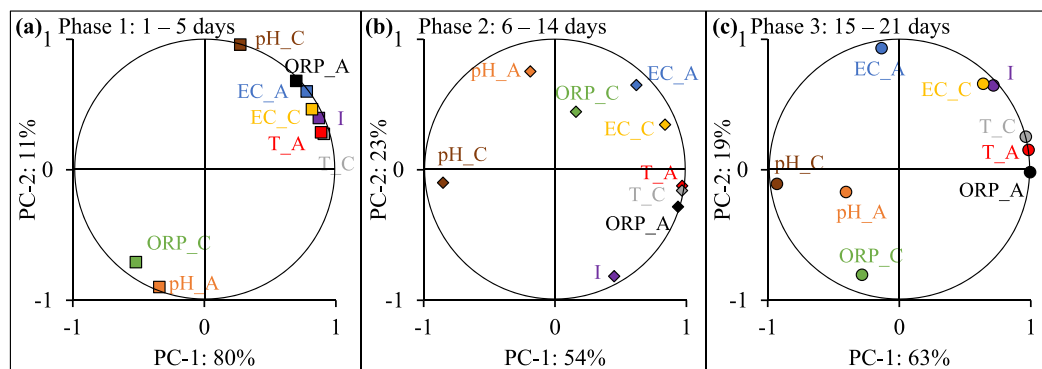 (a) Phase 1: 1 – 5 days
1
pH_C
ORP_A
EC_A
EC_C
I
T_A
T_C
0
PC-2: 11%
ORP_C
pH_A
-1
-1
0
1
PC-1: 80%
(b) Phase 2: 6 – 14 days
1
pH_A
EC_A
ORP_C
EC_C
pH_C
0
PC-2: 23%
T_A
T_C
ORP_A
I
-1
-1
0
1
PC-1: 54%
(c) Phase 3: 15 – 21 days
1
EC_A
EC_C
I
T_C
T_A
pH_C
0
PC-2: 19%
ORP_A
pH_A
ORP_C
-1
-1
0
1
PC-1: 63%